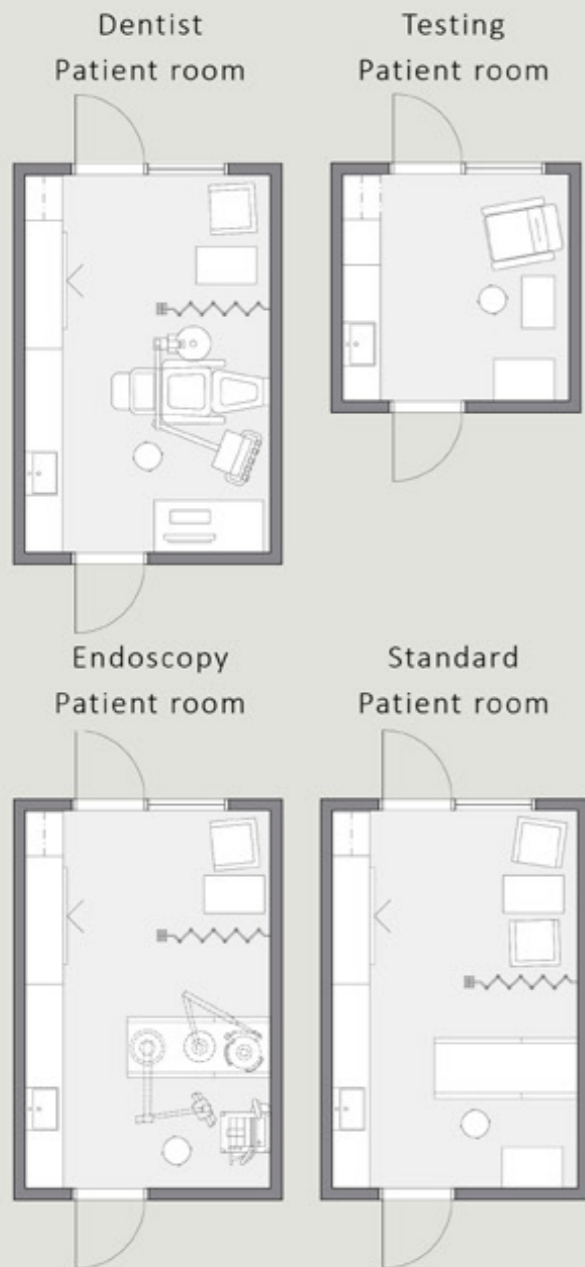 Dentist
Patient room
Testing
Patient room
Endoscopy
Patient room
Standard
Patient room